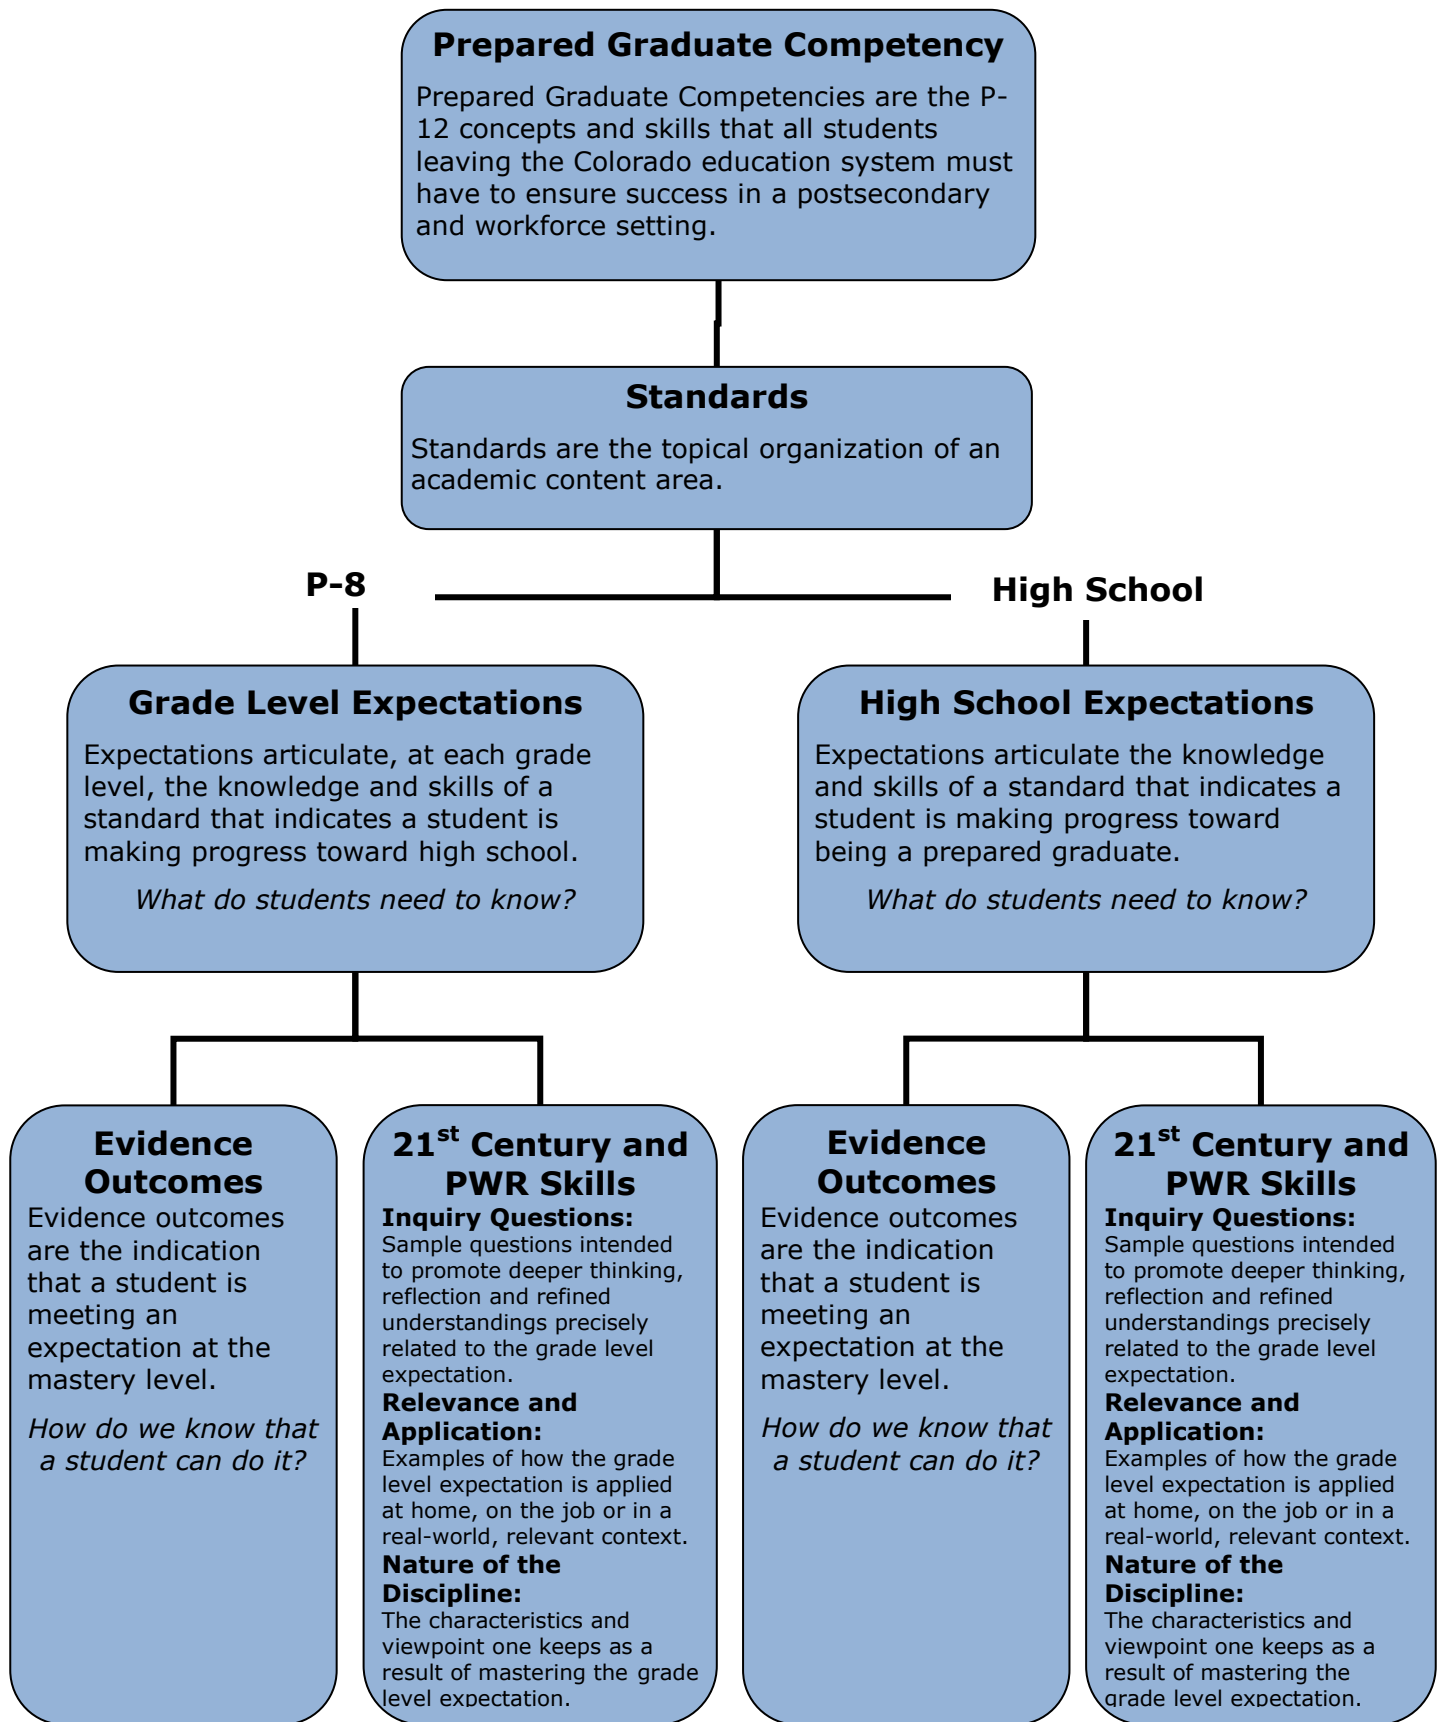 Prepared Graduate Competency
Prepared Graduate Competencies are the P-
12 concepts and skills that all students
leaving the Colorado education system must
have to ensure success in a postsecondary
and workforce setting.
Standards
Standards are the topical organization of an
academic content area.
P-8
High School
Grade Level Expectations
Expectations articulate, at each grade
level, the knowledge and skills of a
standard that indicates a student is
making progress toward high school.
What do students need to know?
High School Expectations
Expectations articulate the knowledge
and skills of a standard that indicates a
student is making progress toward
being a prepared graduate.
What do students need to know?
Evidence
Outcomes
Evidence outcomes
are the indication
that a student is
meeting an
expectation at the
mastery level.
How do we know that
a student can do it?
21st Century and
PWR Skills
Inquiry Questions:
Sample questions intended
to promote deeper thinking,
reflection and refined
understandings precisely
related to the grade level
expectation.
Relevance and
Application:
Examples of how the grade
level expectation is applied
at home, on the job or in a
real-world, relevant context.
Nature of the
Discipline:
The characteristics and
viewpoint one keeps as a
result of mastering the grade
level expectation.
Evidence
Outcomes
Evidence outcomes
are the indication
that a student is
meeting an
expectation at the
mastery level.
How do we know that
a student can do it?
21st Century and
PWR Skills
Inquiry Questions:
Sample questions intended
to promote deeper thinking,
reflection and refined
understandings precisely
related to the grade level
expectation.
Relevance and
Application:
Examples of how the grade
level expectation is applied
at home, on the job or in a
real-world, relevant context.
Nature of the
Discipline:
The characteristics and
viewpoint one keeps as a
result of mastering the
grade level expectation.